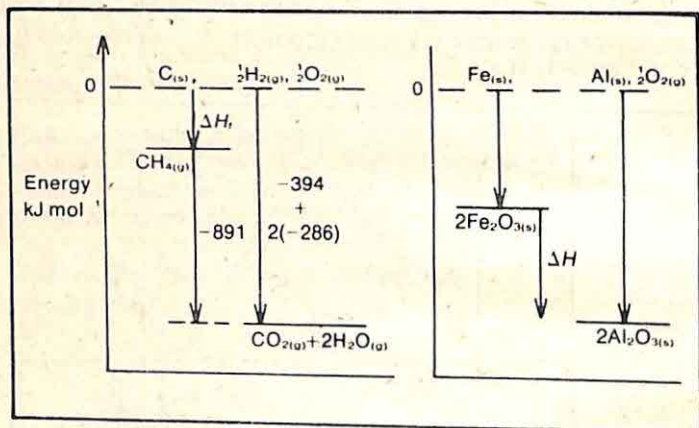 C(s), ½H2(g), ½O2(g)
0
ΔHf
CH4(g)
Energy
kJ mol
-394
+
-891 2(-286)
CO2(g)+2H2O(g)
Fe(s), Al(s), ½O2(g)
0
2Fe2O3(s)
ΔH
2Al2O3(s)